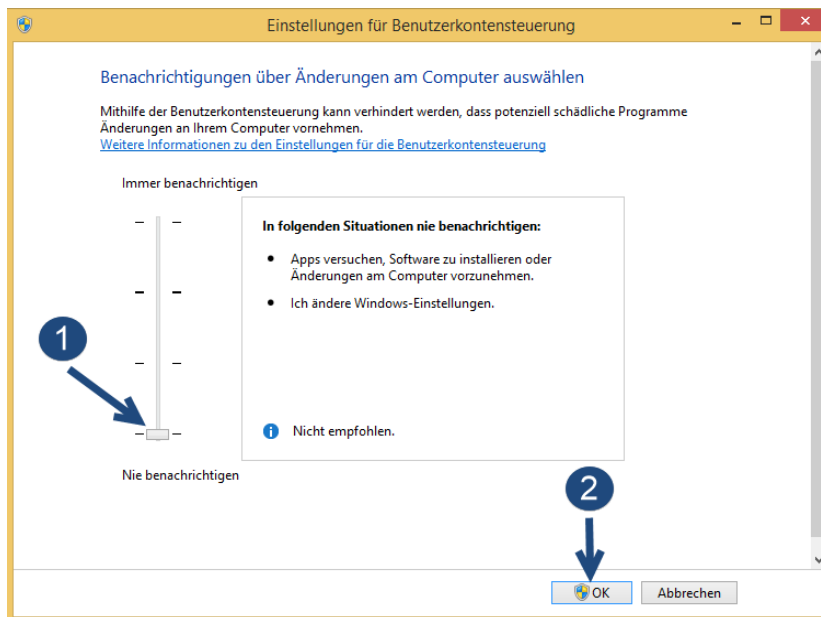 Einstellungen für Benutzerkontensteuerung
Benachrichtigungen über Änderungen am Computer auswählen
Mithilfe der Benutzerkontensteuerung kann verhindert werden, dass potenziell schädliche Programme
Änderungen an Ihrem Computer vornehmen.
Weitere Informationen zu den Einstellungen für die Benutzerkontensteuerung
Immer benachrichtigen
In folgenden Situationen nie benachrichtigen:
• Apps versuchen, Software zu installieren oder
Änderungen am Computer vorzunehmen.
• Ich ändere Windows-Einstellungen.
1
Nicht empfohlen.
Nie benachrichtigen
2
OK
Abbrechen